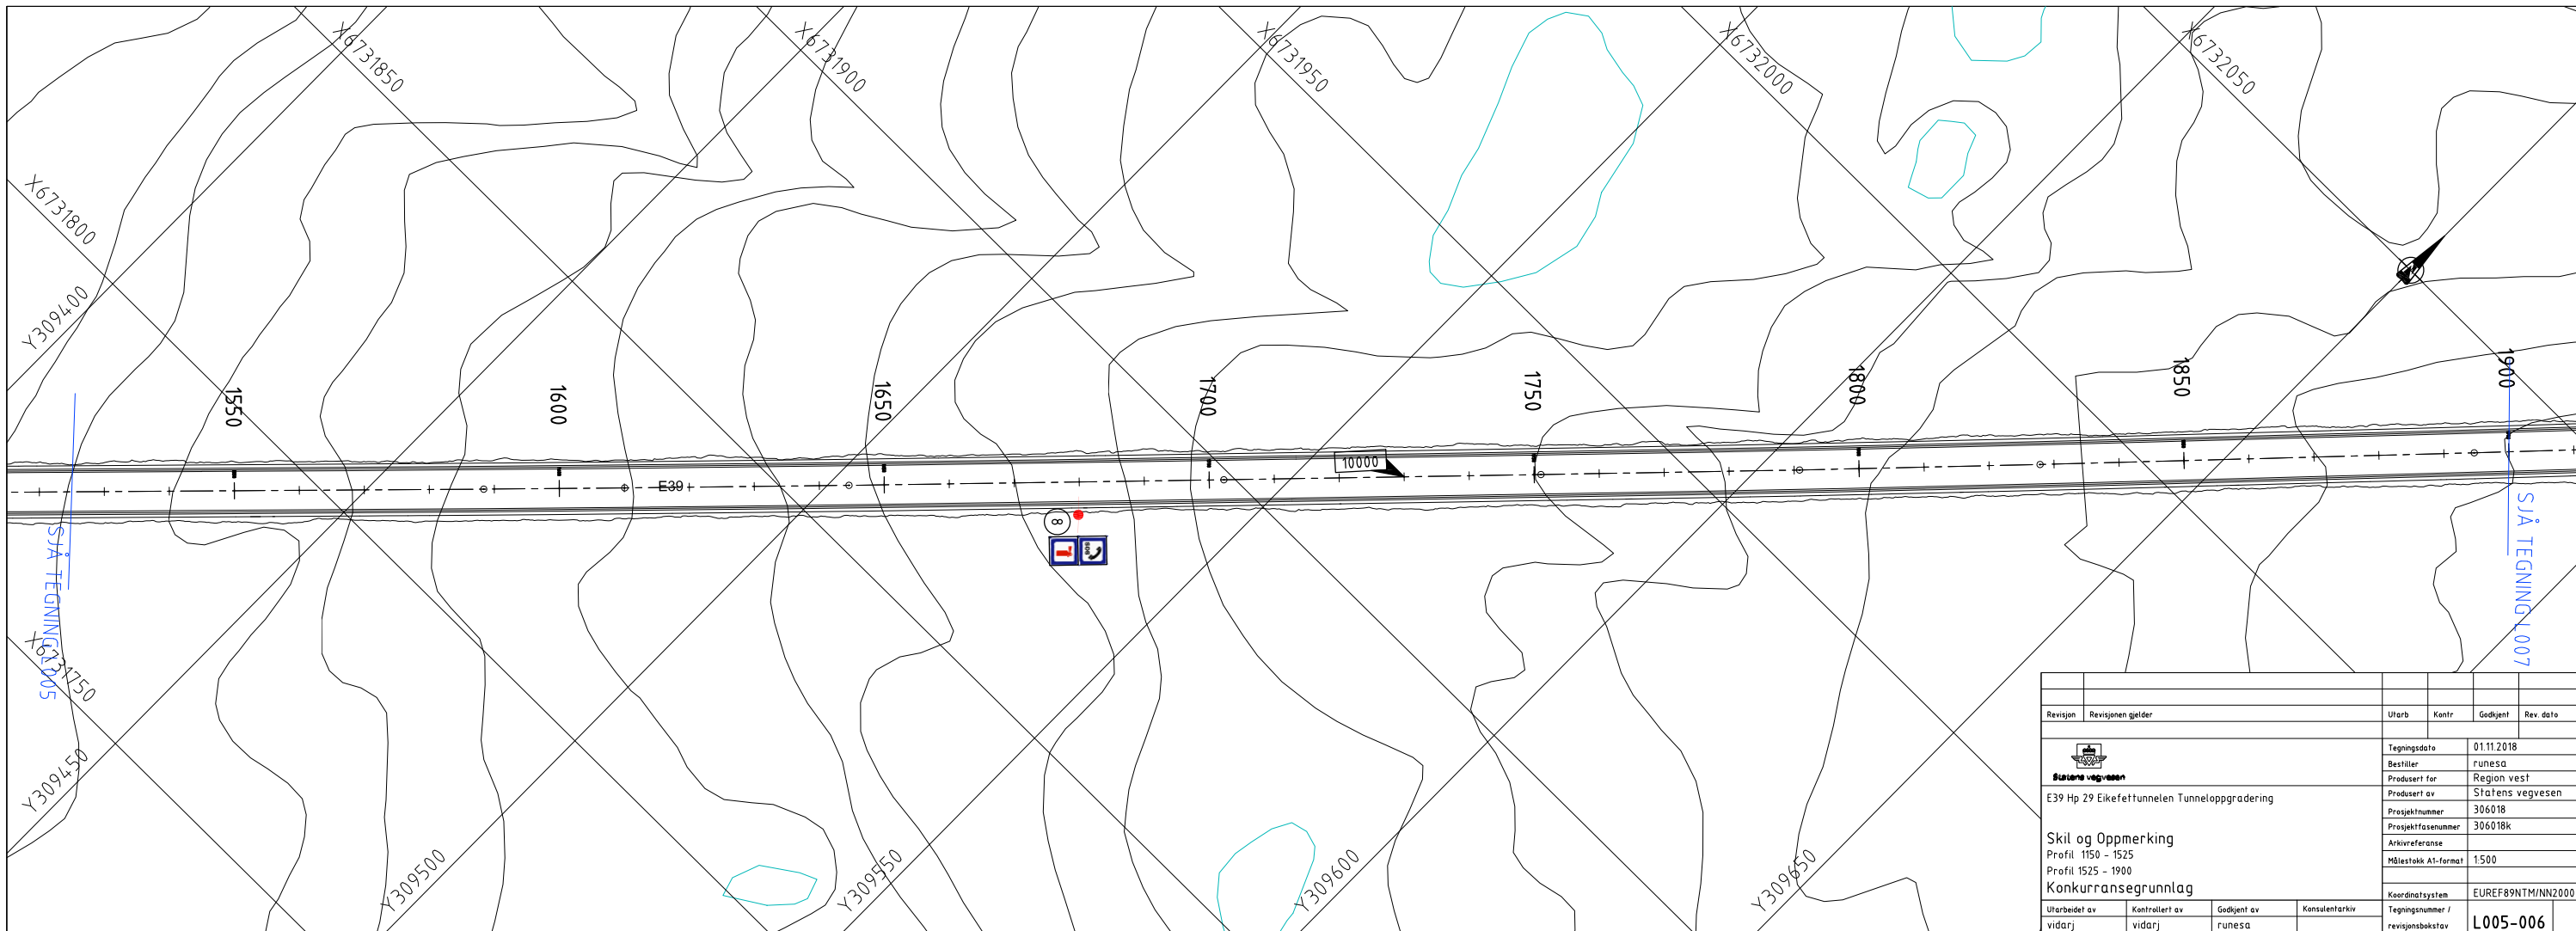 X6731850
X6731900
X6731950
X6732000
X6732050
X6731800
Y309400
1550
1600
1650
1700
1750
1800
1850
1900
10000
E39
8
SOS
SJÅ TEGNING L005
SJÅ TEGNING L007
X6731750
Y309450
Y309500
Y309550
Y309600
Y309650
Revisjon
Revisjonen gjelder
Utarb
Kontr
Godkjent
Rev. dato
Statens vegvesen
Tegningsdato 01.11.2018
Bestiller runesa
Produsert for Region vest
Produsert av Statens vegvesen
Prosjektnummer 306018
Prosjektfasenummer 306018k
Arkivreferanse
Målestokk A1-format 1:500
Koordinatsystem EUREF89NTM/NN2000
E39 Hp 29 Eikefettunnelen Tunneloppgradering
Skil og Oppmerking
Profil 1150 - 1525
Profil 1525 - 1900
Konkurransegrunnlag
Utarbeidet av
Kontrollert av
Godkjent av
Konsulentarkiv
vidarj
vidarj
runesa
Tegningsnummer /
revisjonsbokstav
L005-006